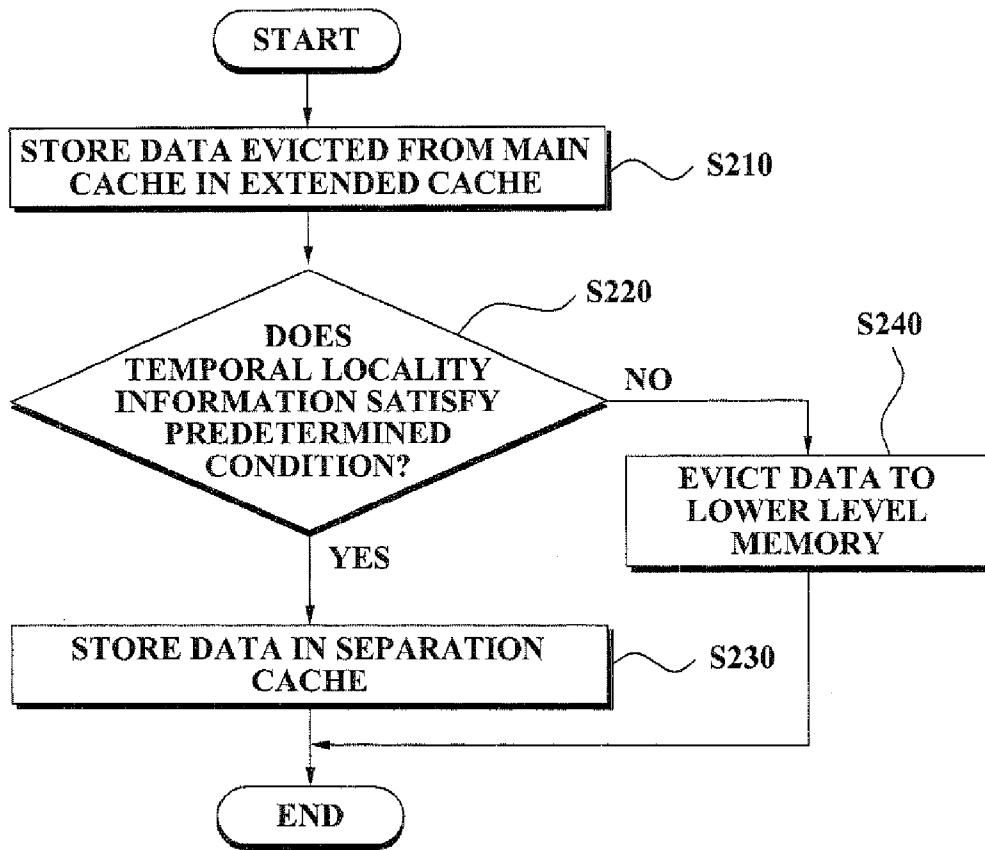 START
STORE DATA EVICTED FROM MAIN
CACHE IN EXTENDED CACHE
S210
S220
DOES
TEMPORAL LOCALITY
INFORMATION SATISFY
PREDETERMINED
CONDITION?
NO
S240
EVICT DATA TO
LOWER LEVEL
MEMORY
YES
STORE DATA IN SEPARATION
CACHE
S230
END